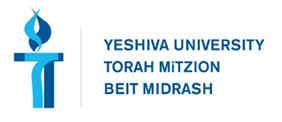 YESHIVA UNIVERSITY
TORAH MiTZION
BEIT MIDRASH